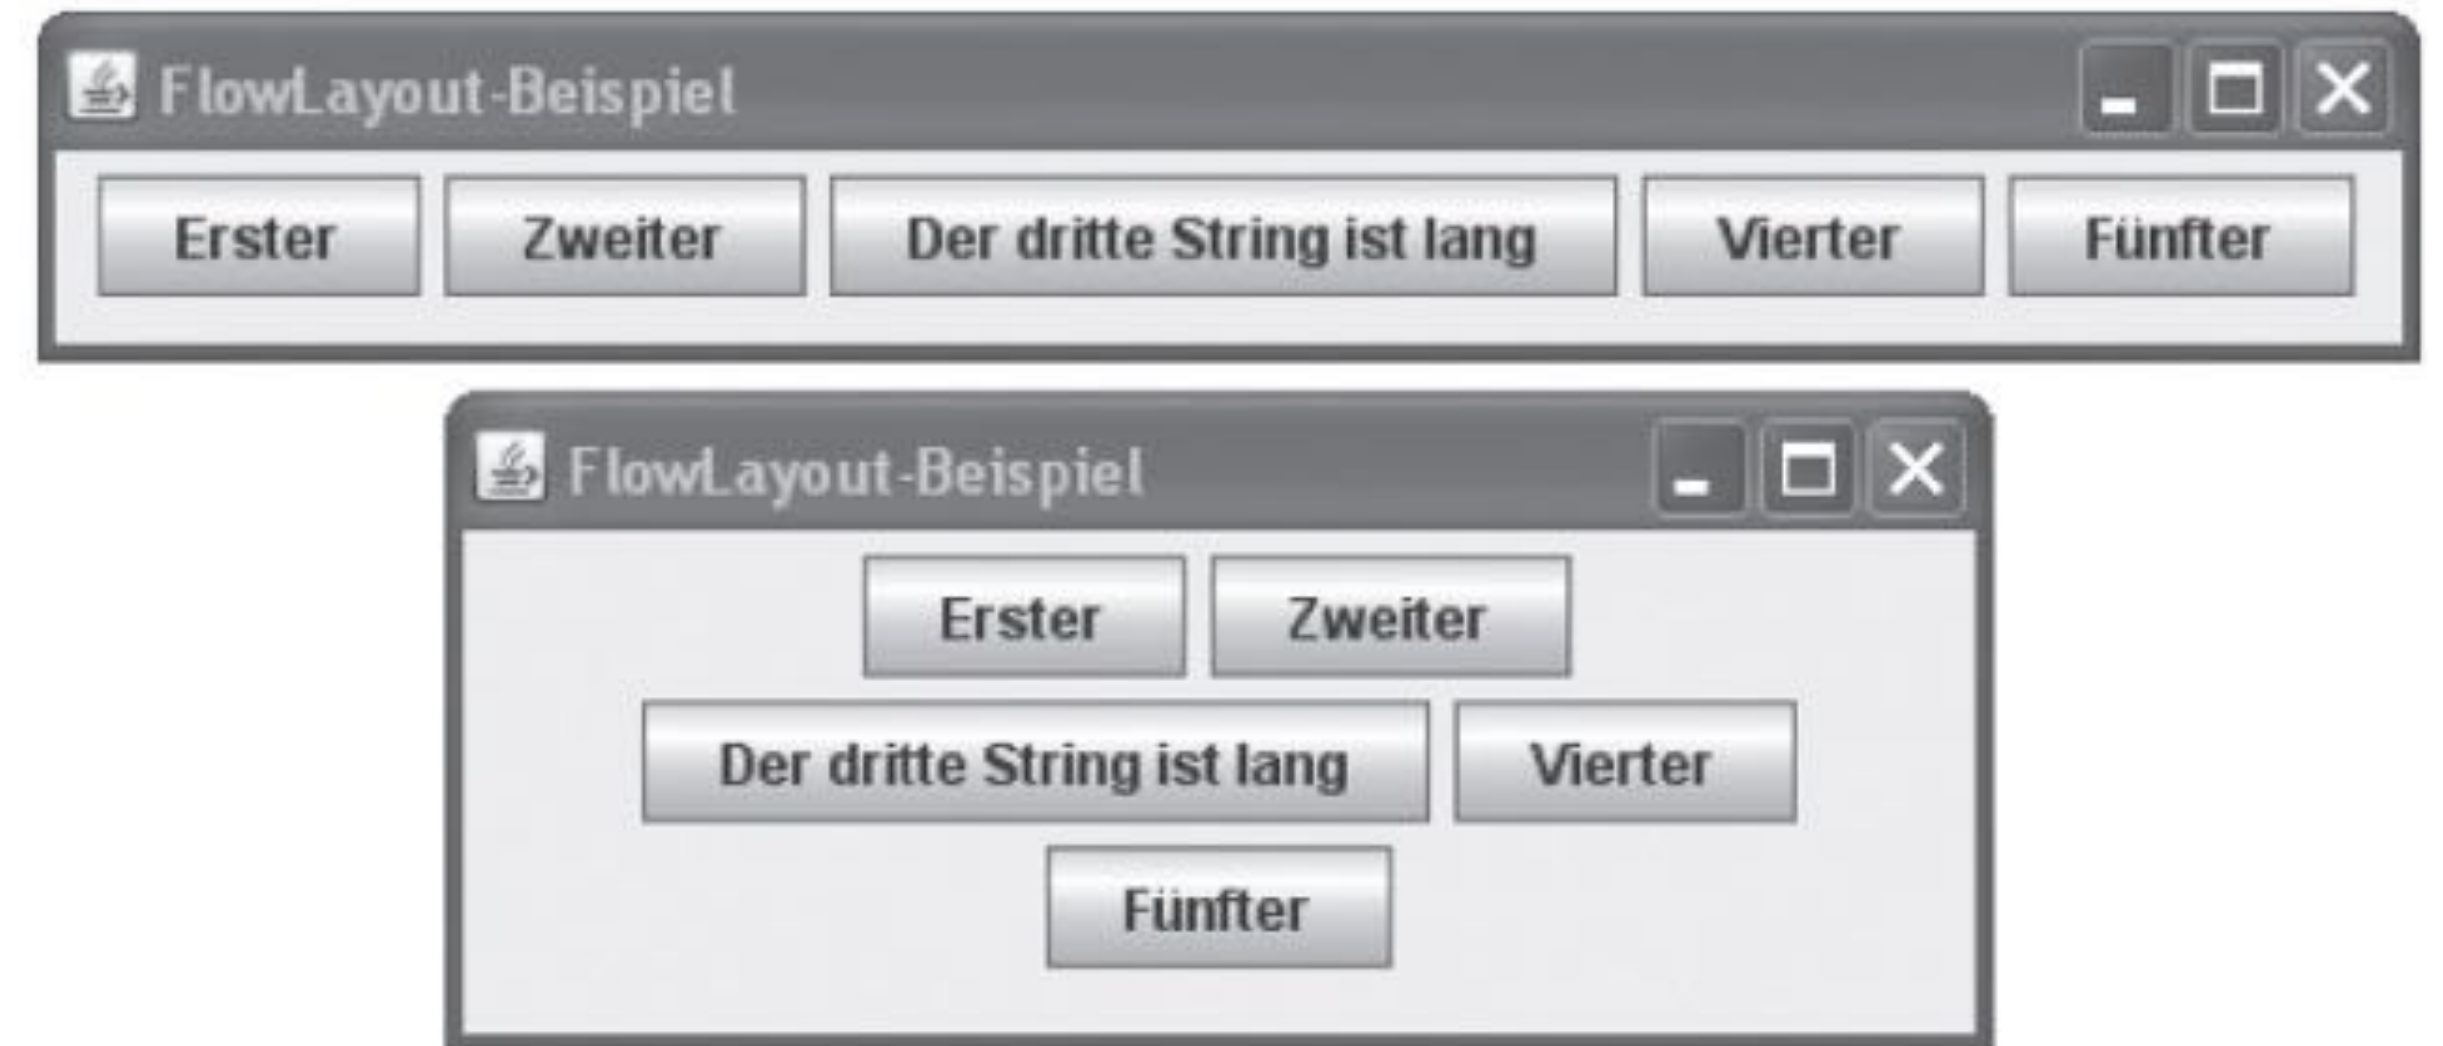 FlowLayout-Beispiel
Erster Zweiter Der dritte String ist lang Vierter Fünfter
FlowLayout-Beispiel
Erster Zweiter
Der dritte String ist lang Vierter
Fünfter